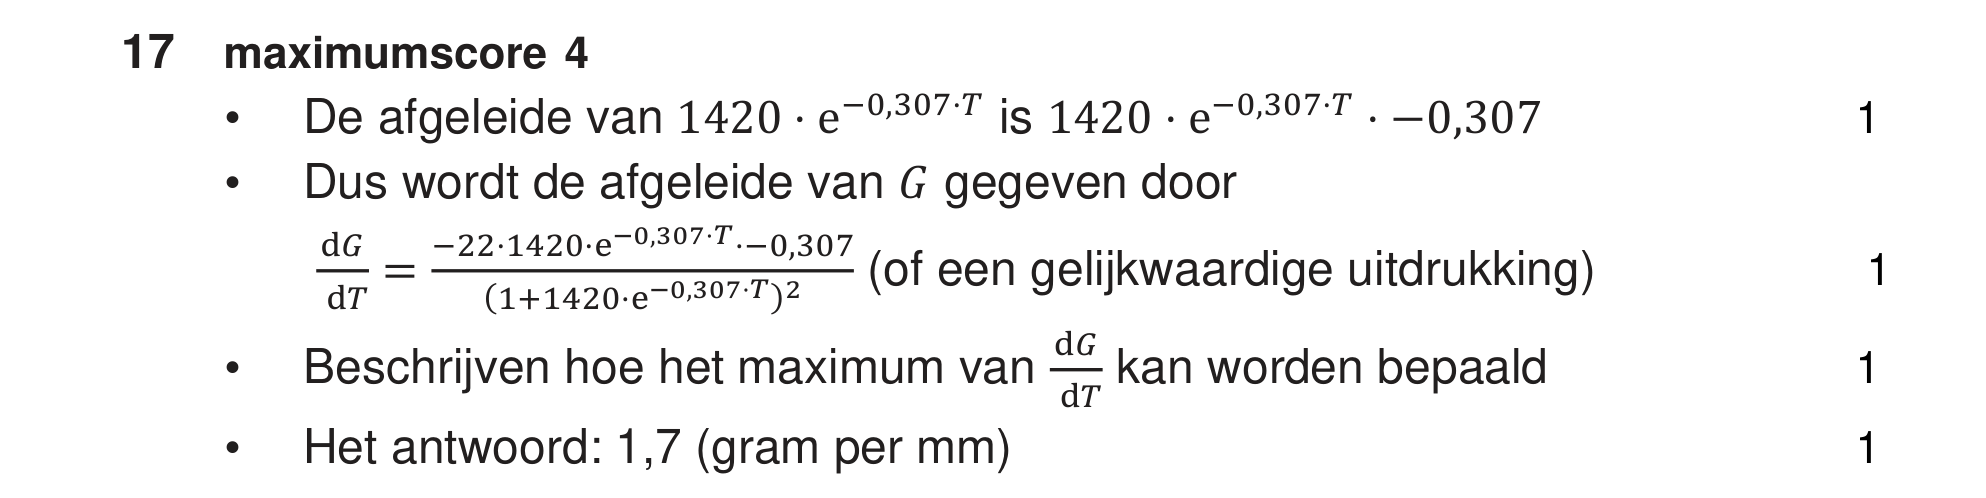 17 maximumscore 4
• De afgeleide van 1420 · e^{−0,307·T} is 1420 · e^{−0,307·T} · −0,307 1
• Dus wordt de afgeleide van G gegeven door
dG/dT = −22·1420·e^{−0,307·T}·−0,307/(1+1420·e^{−0,307·T})² (of een gelijkwaardige uitdrukking) 1
• Beschrijven hoe het maximum van dG/dT kan worden bepaald 1
• Het antwoord: 1,7 (gram per mm) 1